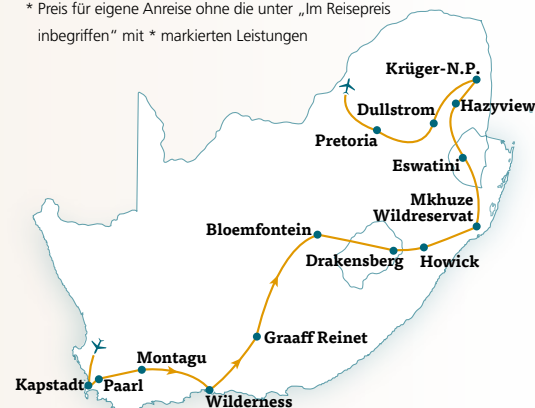 * Preis für eigene Anreise ohne die unter „Im Reisepreis
inbegriffen“ mit * markierten Leistungen
Krüger-N.P.
Hazyview
Dullstrom
Pretoria
Eswatini
Mkhuze
Wildreservat
Bloemfontein
Drakensberg
Howick
Graaff Reinet
Montagu
Kapstadt
Paarl
Wilderness